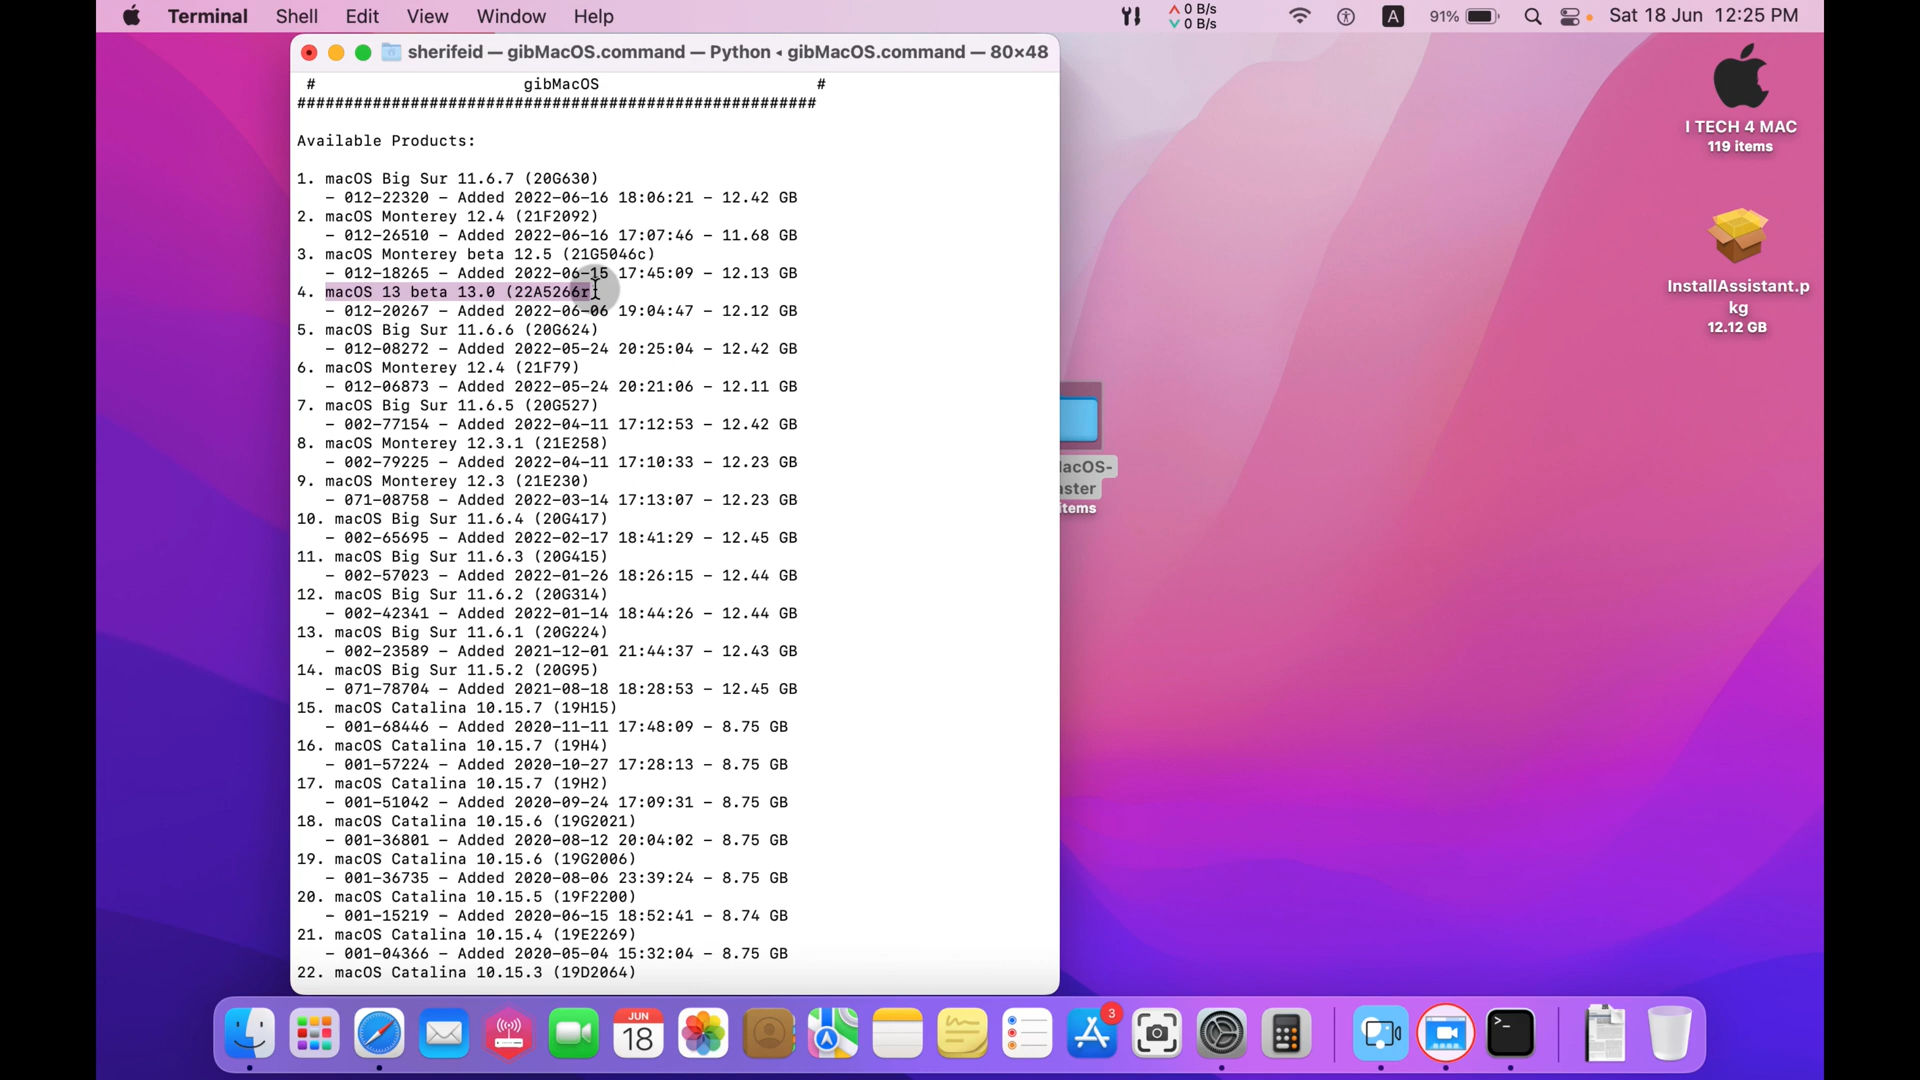 Terminal Shell Edit View Window Help
0 B/s
0 B/s
A
91%
Sat 18 Jun 12:25 PM
sherifeid — gibMacOS.command — Python ◂ gibMacOS.command — 80×48
# gibMacOS #
#######################################################
Available Products:
1. macOS Big Sur 11.6.7 (20G630)
- 012-22320 - Added 2022-06-16 18:06:21 - 12.42 GB
2. macOS Monterey 12.4 (21F2092)
- 012-26510 - Added 2022-06-16 17:07:46 - 11.68 GB
3. macOS Monterey beta 12.5 (21G5046c)
- 012-18265 - Added 2022-06-15 17:45:09 - 12.13 GB
4. macOS 13 beta 13.0 (22A5266r)
- 012-20267 - Added 2022-06-06 19:04:47 - 12.12 GB
5. macOS Big Sur 11.6.6 (20G624)
- 012-08272 - Added 2022-05-24 20:25:04 - 12.42 GB
6. macOS Monterey 12.4 (21F79)
- 012-06873 - Added 2022-05-24 20:21:06 - 12.11 GB
7. macOS Big Sur 11.6.5 (20G527)
- 002-77154 - Added 2022-04-11 17:12:53 - 12.42 GB
8. macOS Monterey 12.3.1 (21E258)
- 002-79225 - Added 2022-04-11 17:10:33 - 12.23 GB
9. macOS Monterey 12.3 (21E230)
- 071-08758 - Added 2022-03-14 17:13:07 - 12.23 GB
10. macOS Big Sur 11.6.4 (20G417)
- 002-65695 - Added 2022-02-17 18:41:29 - 12.45 GB
11. macOS Big Sur 11.6.3 (20G415)
- 002-57023 - Added 2022-01-26 18:26:15 - 12.44 GB
12. macOS Big Sur 11.6.2 (20G314)
- 002-42341 - Added 2022-01-14 18:44:26 - 12.44 GB
13. macOS Big Sur 11.6.1 (20G224)
- 002-23589 - Added 2021-12-01 21:44:37 - 12.43 GB
14. macOS Big Sur 11.5.2 (20G95)
- 071-78704 - Added 2021-08-18 18:28:53 - 12.45 GB
15. macOS Catalina 10.15.7 (19H15)
- 001-68446 - Added 2020-11-11 17:48:09 - 8.75 GB
16. macOS Catalina 10.15.7 (19H4)
- 001-57224 - Added 2020-10-27 17:28:13 - 8.75 GB
17. macOS Catalina 10.15.7 (19H2)
- 001-51042 - Added 2020-09-24 17:09:31 - 8.75 GB
18. macOS Catalina 10.15.6 (19G2021)
- 001-36801 - Added 2020-08-12 20:04:02 - 8.75 GB
19. macOS Catalina 10.15.6 (19G2006)
- 001-36735 - Added 2020-08-06 23:39:24 - 8.75 GB
20. macOS Catalina 10.15.5 (19F2200)
- 001-15219 - Added 2020-06-15 18:52:41 - 8.74 GB
21. macOS Catalina 10.15.4 (19E2269)
- 001-04366 - Added 2020-05-04 15:32:04 - 8.75 GB
22. macOS Catalina 10.15.3 (19D2064)
I TECH 4 MAC
119 items
InstallAssistant.p
kg
12.12 GB
acOS-
ster
items
JUN
18
3
>_